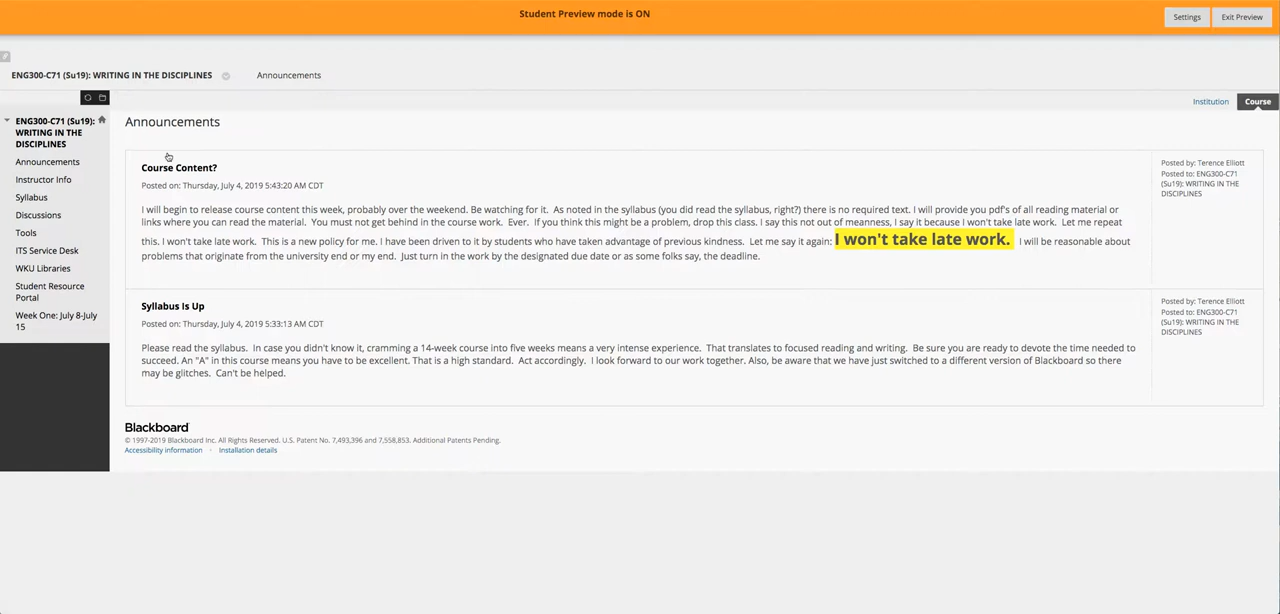 Student Preview mode is ON
Settings
Exit Preview
ENG300-C71 (Su19): WRITING IN THE DISCIPLINES
Announcements
Institution
Course
ENG300-C71 (Su19):
WRITING IN THE
DISCIPLINES
Announcements
Instructor Info
Syllabus
Discussions
Tools
ITS Service Desk
WKU Libraries
Student Resource
Portal
Week One: July 8-July
15
Announcements
Course Content?
Posted on: Thursday, July 4, 2019 5:43:20 AM CDT
I will begin to release course content this week, probably over the weekend. Be watching for it. As noted in the syllabus (you did read the syllabus, right?) there is no required text. I will provide you pdf's of all reading material or
links where you can read the material. You must not get behind in the course work. Ever. If you think this might be a problem, drop this class. I say this not out of meanness, I say it because I won't take late work. Let me repeat
this. I won't take late work. This is a new policy for me. I have been driven to it by students who have taken advantage of previous kindness. Let me say it again: I won't take late work. I will be reasonable about
problems that originate from the university end or my end. Just turn in the work by the designated due date or as some folks say, the deadline.
Posted by: Terence Elliott
Posted to: ENG300-C71
(Su19): WRITING IN THE
DISCIPLINES
Syllabus Is Up
Posted on: Thursday, July 4, 2019 5:33:13 AM CDT
Please read the syllabus. In case you didn't know it, cramming a 14-week course into five weeks means a very intense experience. That translates to focused reading and writing. Be sure you are ready to devote the time needed to
succeed. An "A" in this course means you have to be excellent. That is a high standard. Act accordingly. I look forward to our work together. Also, be aware that we have just switched to a different version of Blackboard so there
may be glitches. Can't be helped.
Posted by: Terence Elliott
Posted to: ENG300-C71
(Su19): WRITING IN THE
DISCIPLINES
Blackboard
© 1997-2019 Blackboard Inc. All Rights Reserved. U.S. Patent No. 7,493,396 and 7,558,853. Additional Patents Pending.
Accessibility information · Installation details